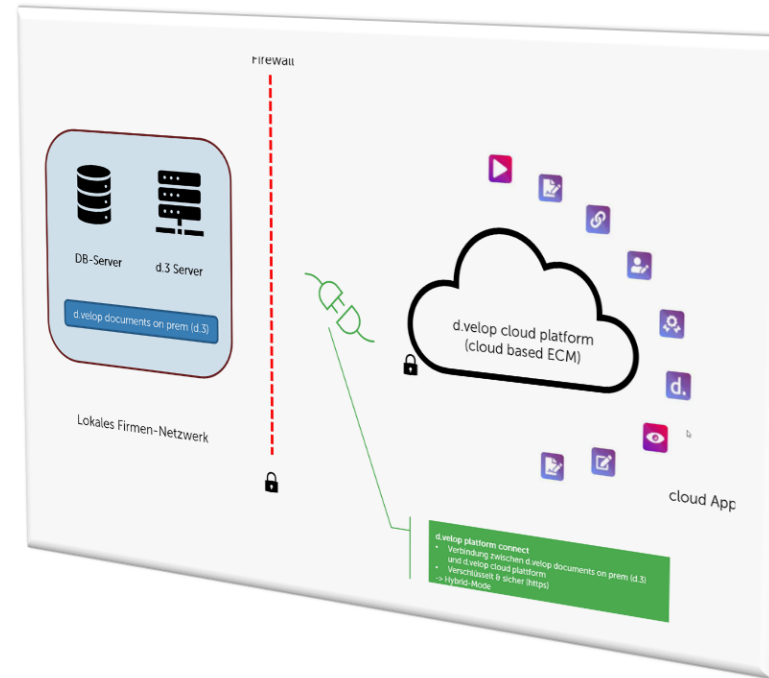 Firewall
DB-Server
d.3 Server
d.velop documents on prem (d.3)
Lokales Firmen-Netzwerk
d.velop cloud platform
(cloud based ECM)
d.
cloud App
d.velop platform connect
• Verbindung zwischen d.velop documents on prem (d.3)
und d.velop cloud plattform
• Verschlüsselt & sicher (https)
-> Hybrid-Mode